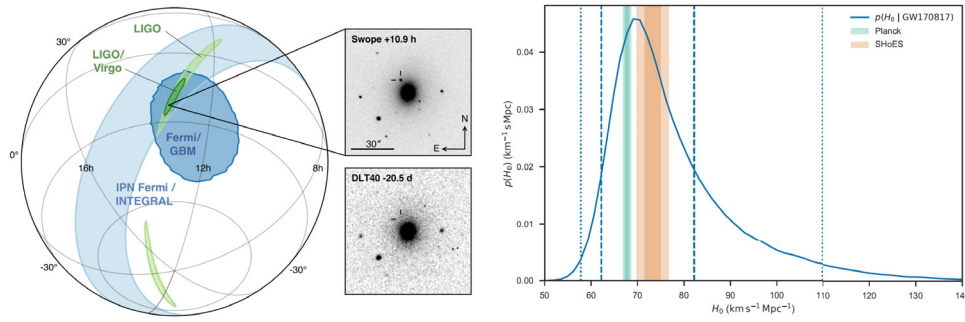 LIGO
LIGO/
Virgo
Fermi/
GBM
IPN Fermi /
INTEGRAL
30°
0°
-30°
-30°
16h
12h
8h
Swope +10.9 h
30"
N
E
DLT40 -20.5 d
p(H₀ | GW170817)
Planck
SHoES
p(H₀) (km⁻¹ s Mpc)
0.04
0.03
0.02
0.01
0.00
50 60 70 80 90 100 110 120 130 140
H₀ (km s⁻¹ Mpc⁻¹)